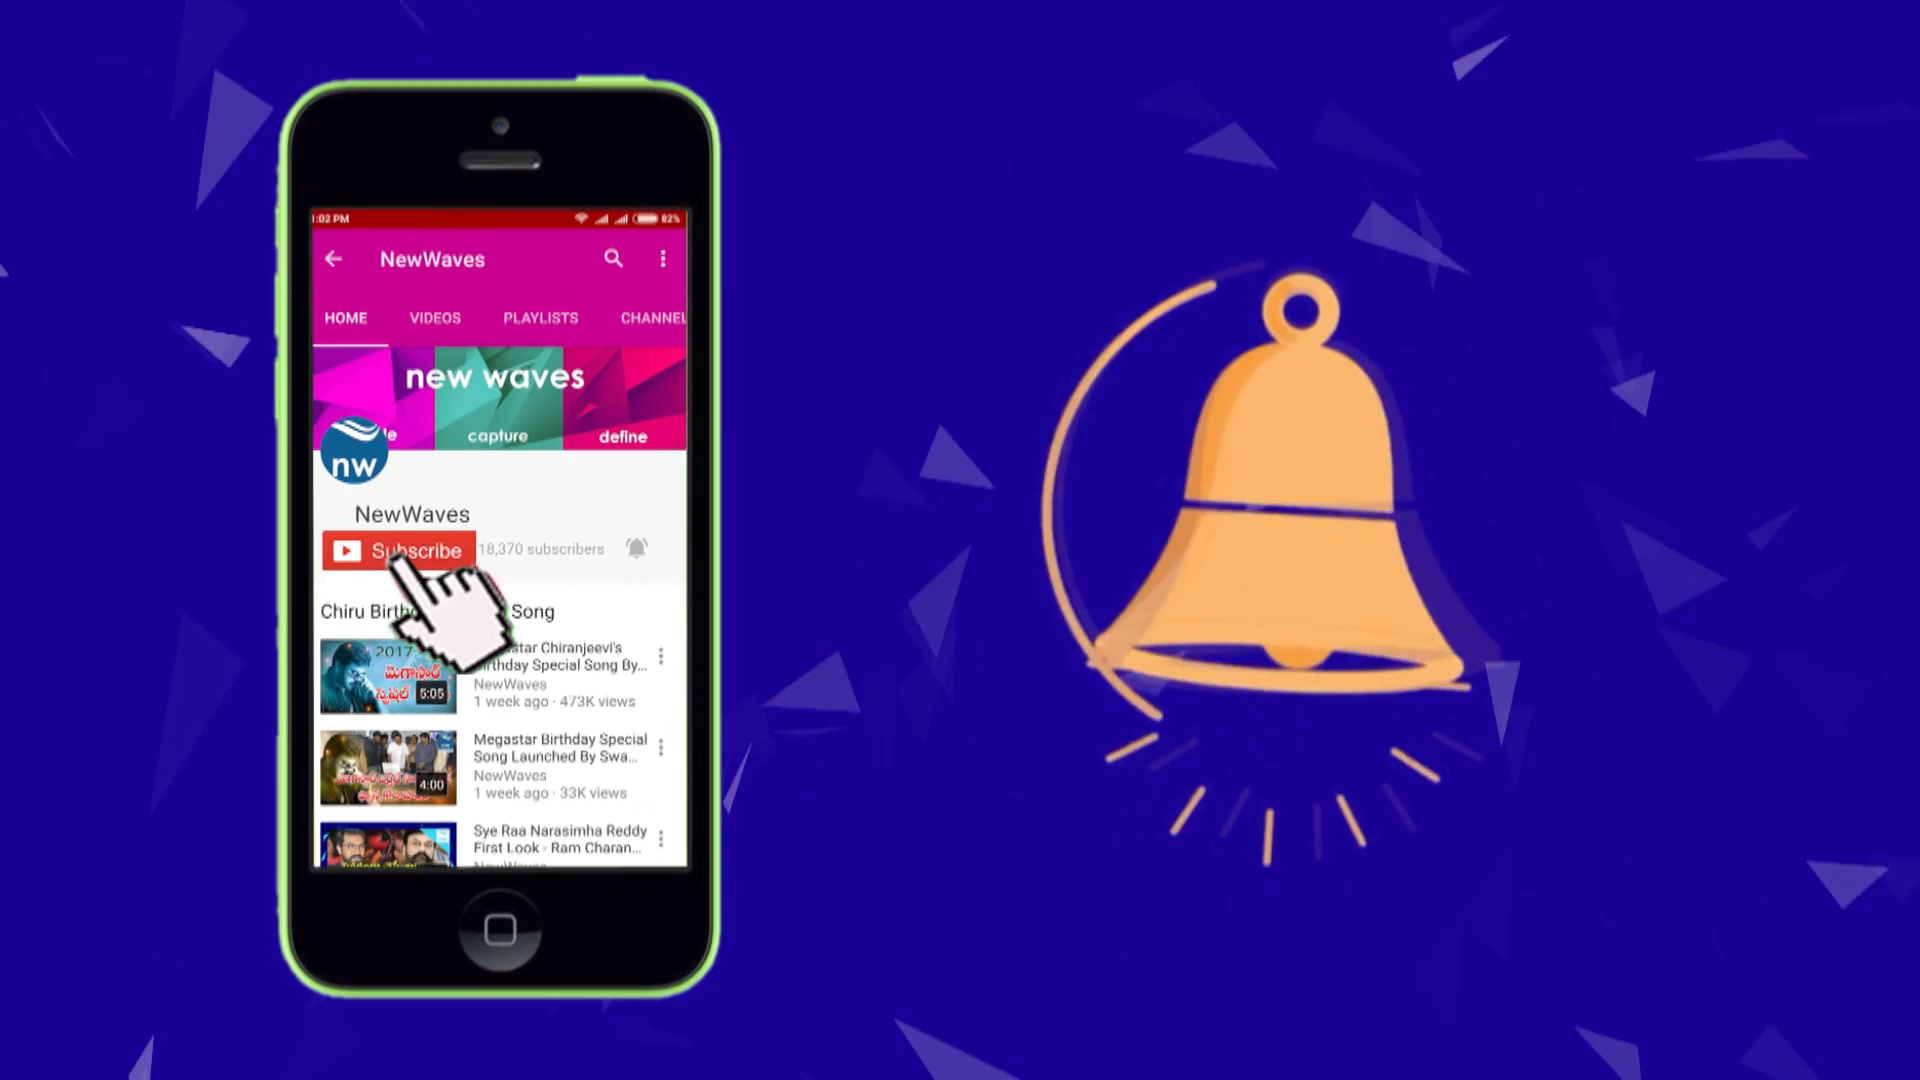 1:02 PM 82%
NewWaves
HOME VIDEOS PLAYLISTS CHANNEL
new waves
capture define
nw
NewWaves
Subscribe 18,370 subscribers
Song
2017
మెగాస్టార్
స్పెషల్
5:05
Chiranjeevi's
Special Song By...
NewWaves
1 week ago · 473K views
4:00
Megastar Birthday Special
Song Launched By Swa...
NewWaves
1 week ago · 33K views
Sye Raa Narasimha Reddy
First Look - Ram Charan...